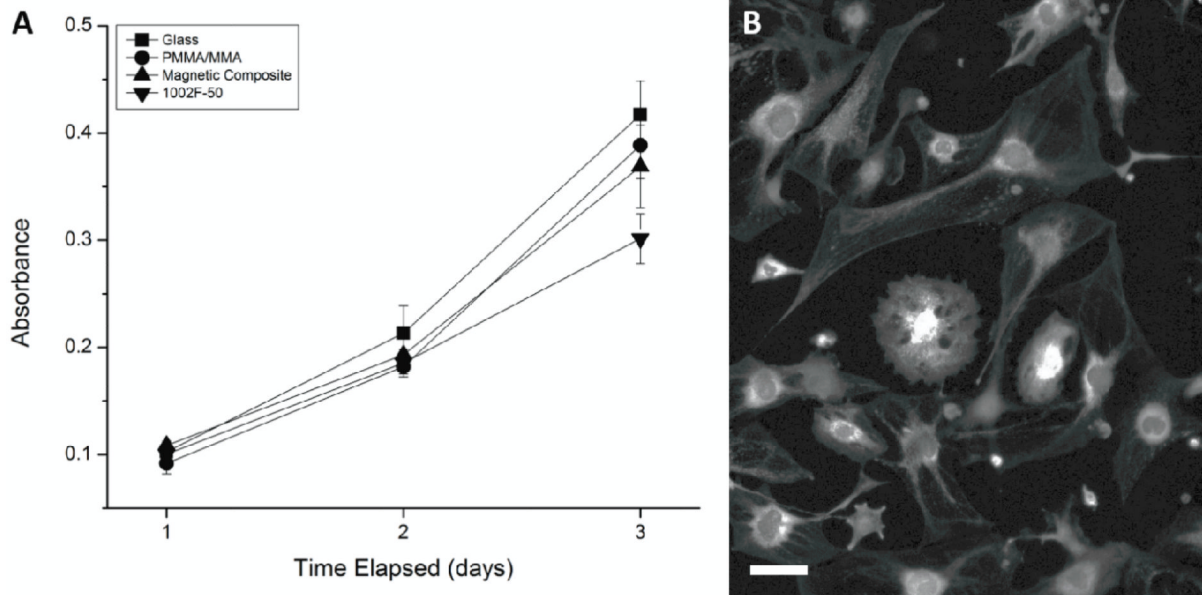 A
0.5
Glass
PMMA/MMA
Magnetic Composite
1002F-50
0.4
0.3
0.2
0.1
Absorbance
1 2 3
Time Elapsed (days)
B